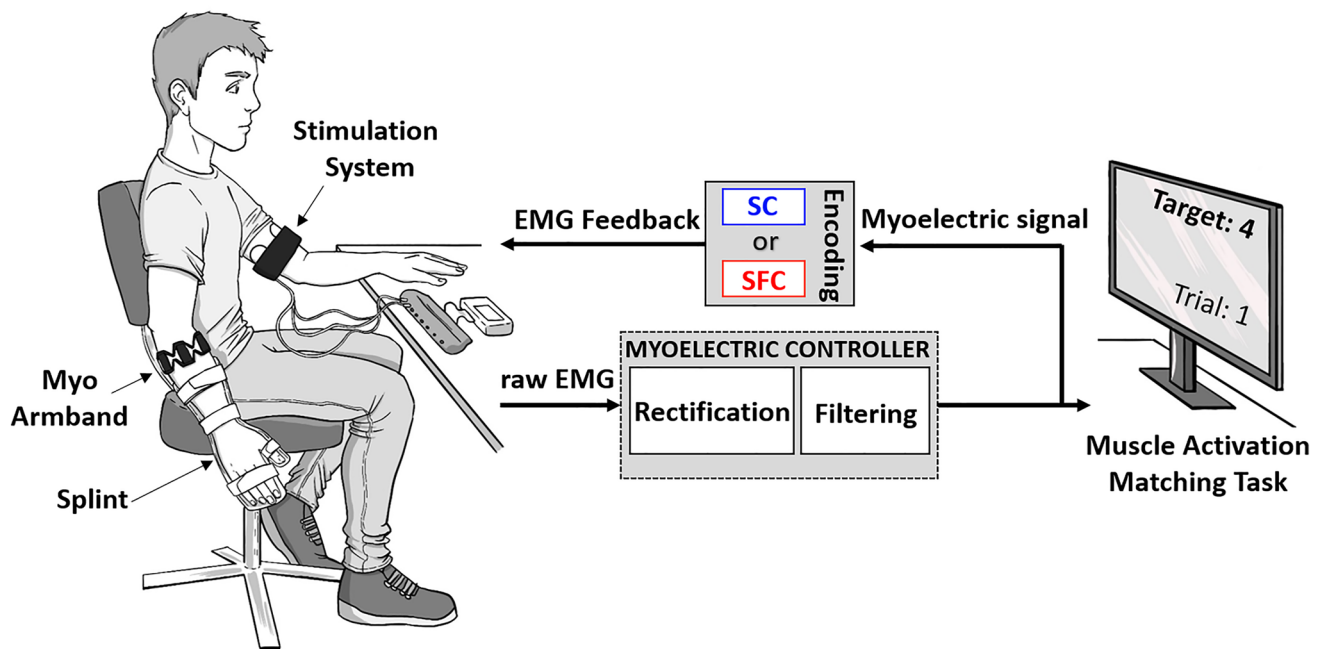 Stimulation
System
Myo
Armband
Splint
EMG Feedback
SC
or
SFC
Encoding
Myoelectric signal
raw EMG
MYOELECTRIC CONTROLLER
Rectification
Filtering
Target: 4
Trial: 1
Muscle Activation
Matching Task